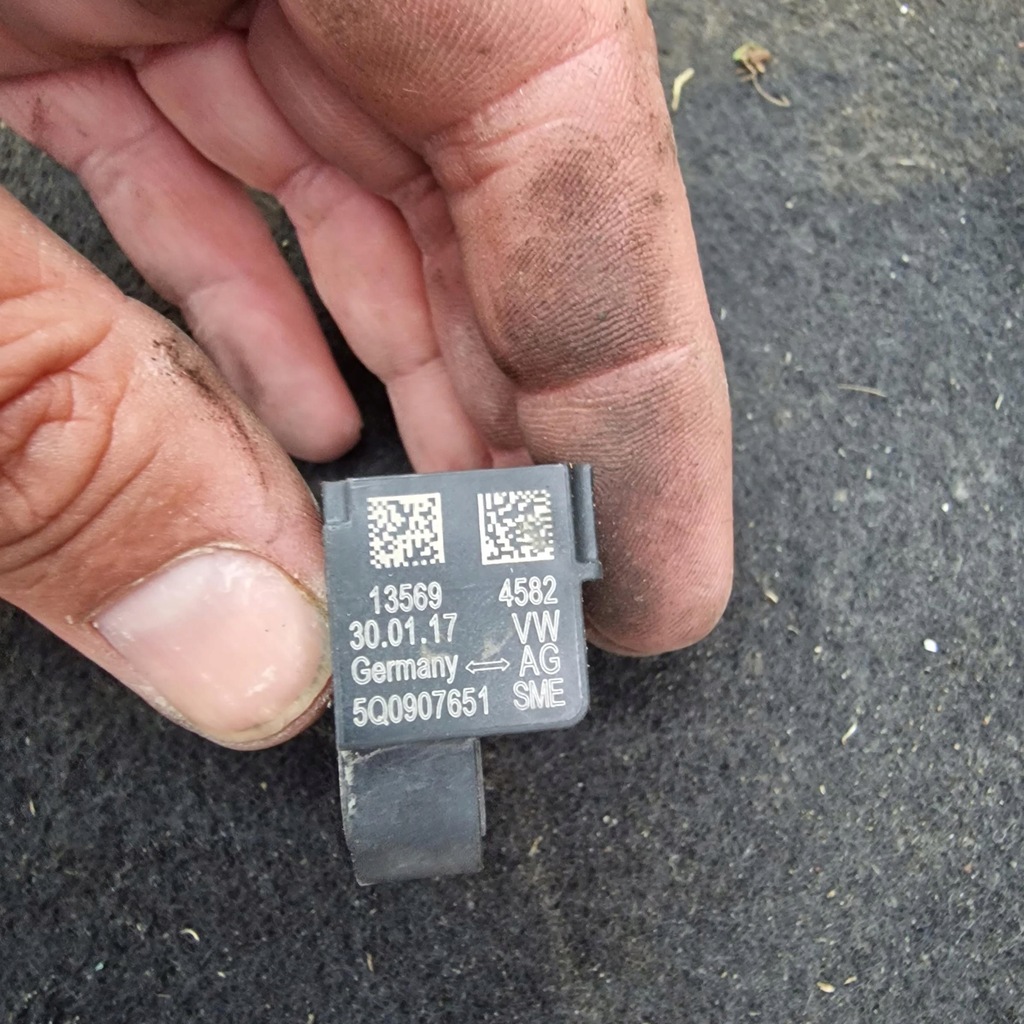 13569 4582
30.01.17 VW
Germany ⇔ AG
5Q0907651 SME